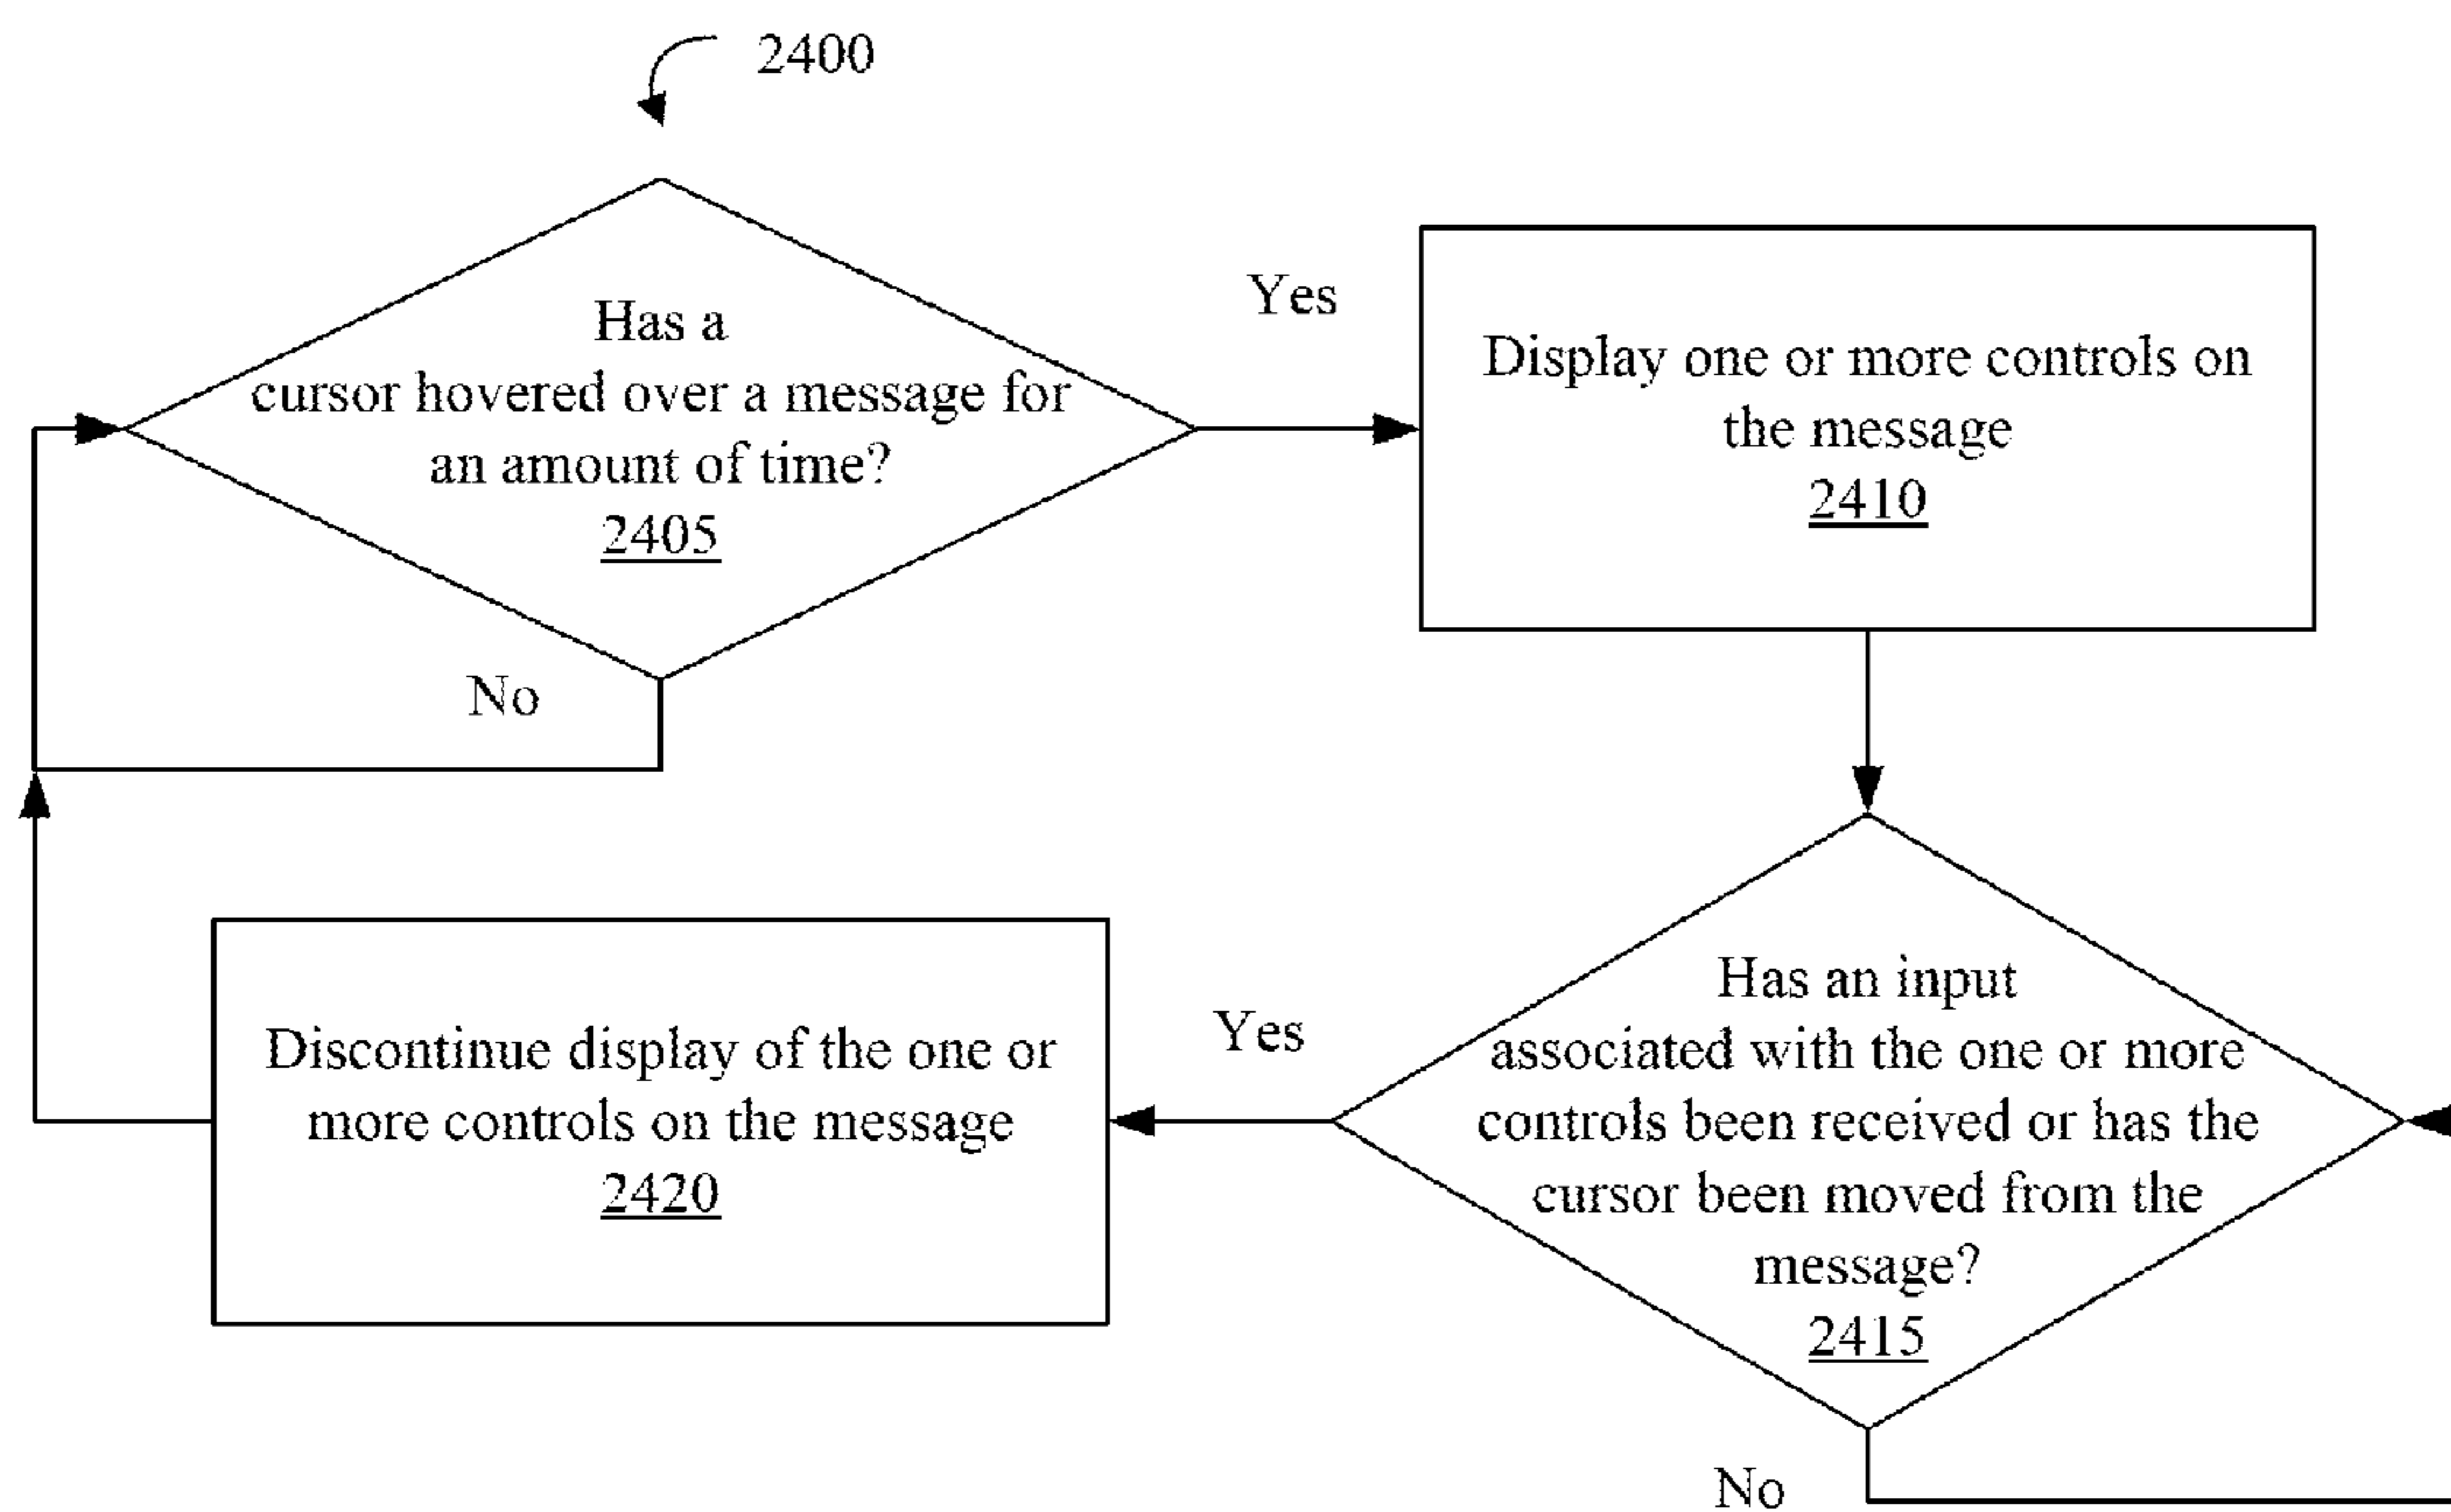 2400
Has a
cursor hovered over a message for
an amount of time?
2405
Yes
No
Display one or more controls on
the message
2410
Has an input
associated with the one or more
controls been received or has the
cursor been moved from the
message?
2415
Yes
No
Discontinue display of the one or
more controls on the message
2420